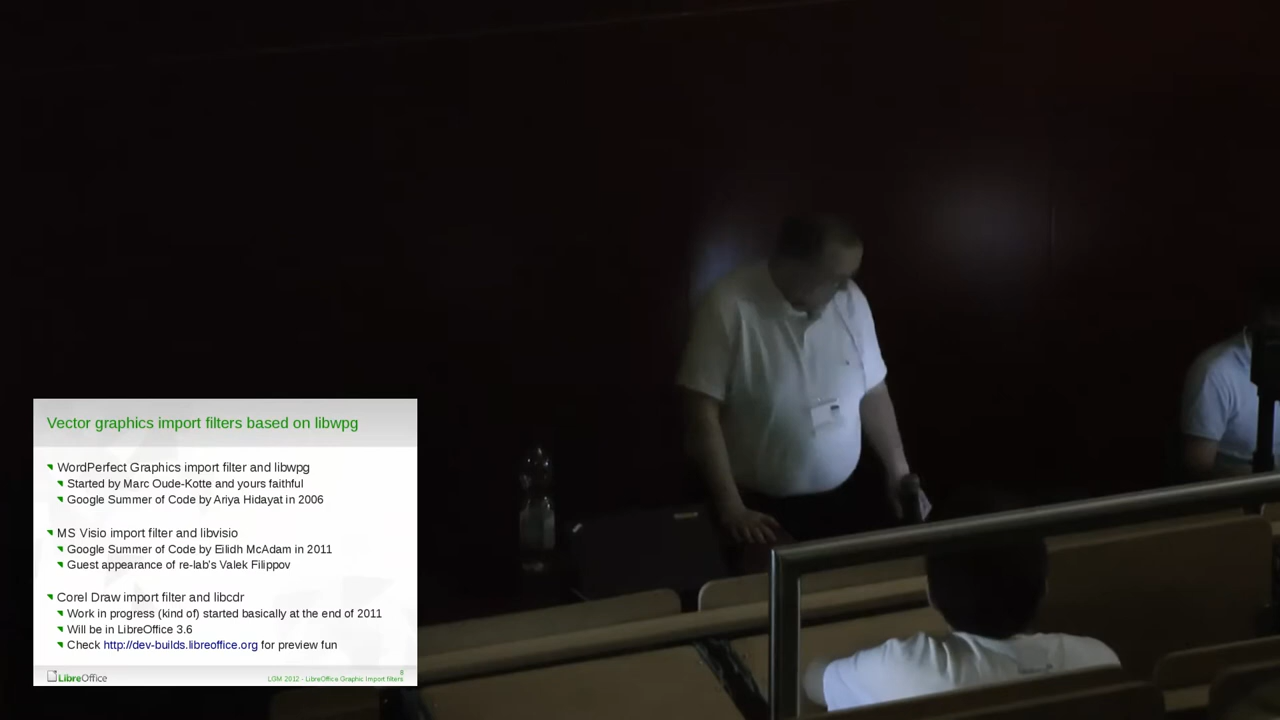 Vector graphics import filters based on libwpg
WordPerfect Graphics import filter and libwpg
Started by Marc Oude-Kotte and yours faithful
Google Summer of Code by Ariya Hidayat in 2006
MS Visio import filter and libvisio
Google Summer of Code by Eilidh McAdam in 2011
Guest appearance of re-lab's Valek Filippov
Corel Draw import filter and libcdr
Work in progress (kind of) started basically at the end of 2011
Will be in LibreOffice 3.6
Check http://dev-builds.libreoffice.org for preview fun
8
LibreOffice
LGM 2012 - LibreOffice Graphic Import filters